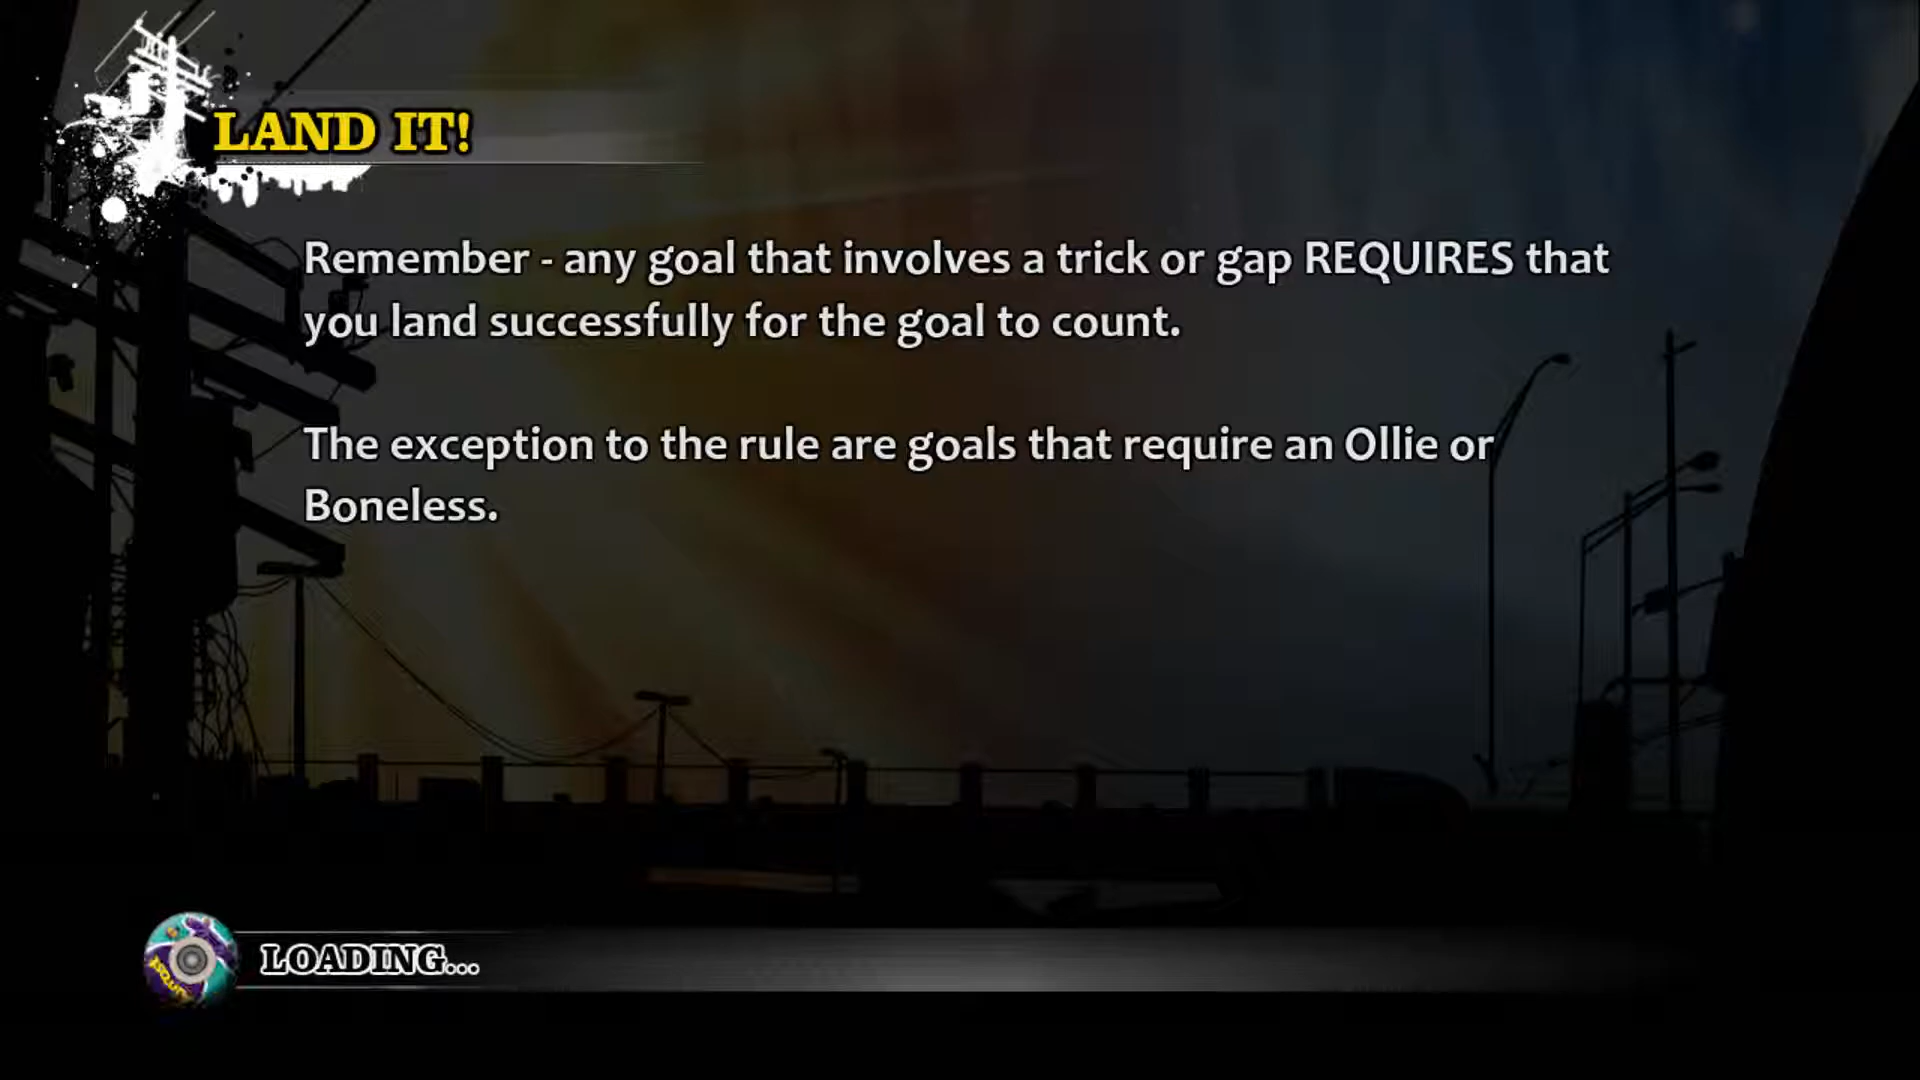 LAND IT!
Remember - any goal that involves a trick or gap REQUIRES that
you land successfully for the goal to count.
The exception to the rule are goals that require an Ollie or
Boneless.
LOADING...